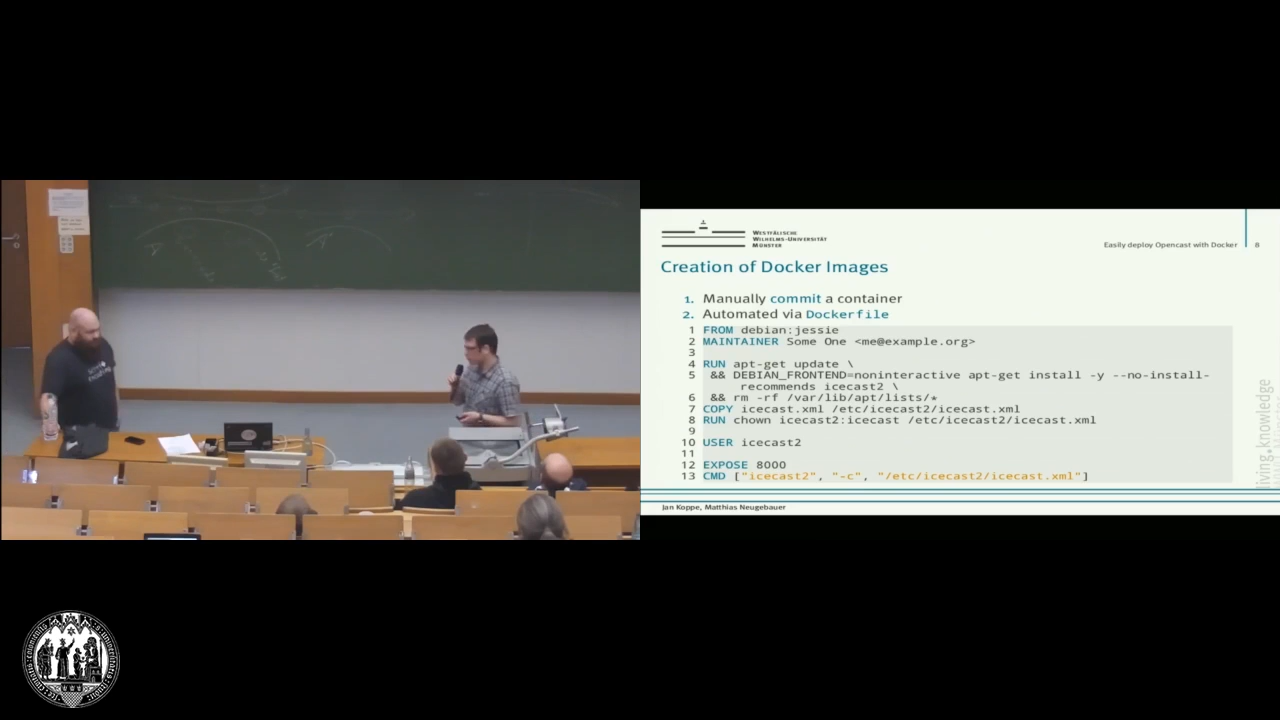 WESTFÄLISCHE
WILHELMS-UNIVERSITÄT
MÜNSTER
Easily deploy Opencast with Docker 8
Creation of Docker Images
1. Manually commit a container
2. Automated via Dockerfile
1 FROM debian:jessie
2 MAINTAINER Some One <me@example.org>
3
4 RUN apt-get update \
5 && DEBIAN_FRONTEND=noninteractive apt-get install -y --no-install-
recommends icecast2 \
6 && rm -rf /var/lib/apt/lists/*
7 COPY icecast.xml /etc/icecast2/icecast.xml
8 RUN chown icecast2:icecast /etc/icecast2/icecast.xml
9
10 USER icecast2
11
12 EXPOSE 8000
13 CMD ["icecast2", "-c", "/etc/icecast2/icecast.xml"]
living.knowledge
Jan Koppe, Matthias Neugebauer